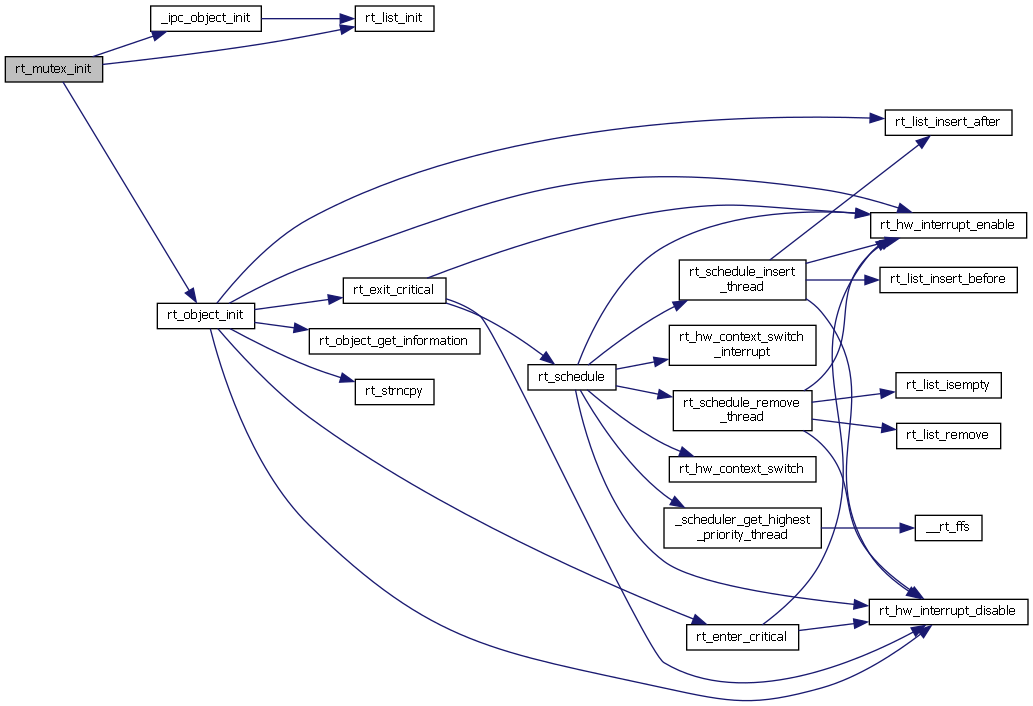 _ipc_object_init
rt_list_init
rt_mutex_init
rt_list_insert_after
rt_hw_interrupt_enable
rt_schedule_insert
_thread
rt_list_insert_before
rt_exit_critical
rt_object_init
rt_object_get_information
rt_hw_context_switch
_interrupt
rt_schedule
rt_strncpy
rt_list_isempty
rt_schedule_remove
_thread
rt_list_remove
rt_hw_context_switch
_scheduler_get_highest
_priority_thread
__rt_ffs
rt_hw_interrupt_disable
rt_enter_critical